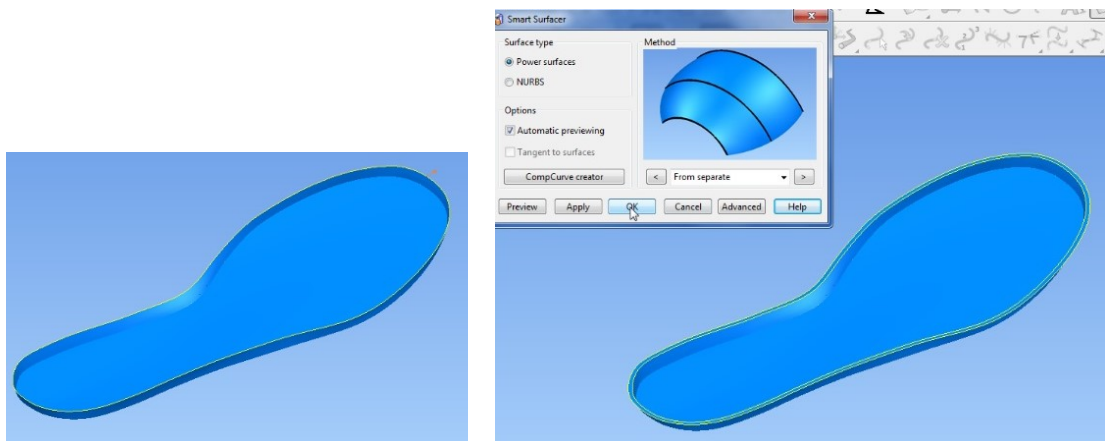 Smart Surfacer
Surface type
Power surfaces
NURBS
Options
Automatic previewing
Tangent to surfaces
CompCurve creator
Method
< From separate >
Preview Apply OK Cancel Advanced Help